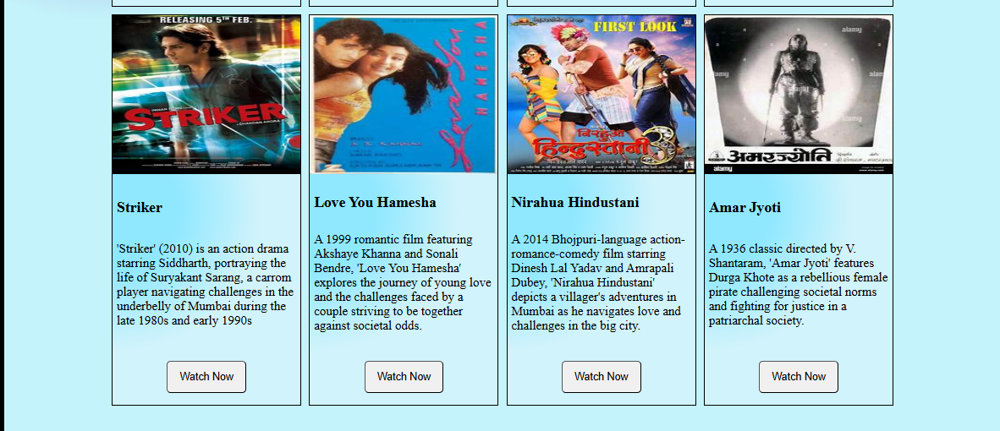 RELEASING 5TH FEB.
STRIKER
Love You
HAMESHA
FIRST LOOK
निरहुआ
हिन्दुस्तानी 3
alamy
alamy
alamy
alamy
अमरज्योति
alamy
Striker
'Striker' (2010) is an action drama
starring Siddharth, portraying the
life of Suryakant Sarang, a carrom
player navigating challenges in the
underbelly of Mumbai during the
late 1980s and early 1990s
Watch Now
Love You Hamesha
A 1999 romantic film featuring
Akshaye Khanna and Sonali
Bendre, 'Love You Hamesha'
explores the journey of young love
and the challenges faced by a
couple striving to be together
against societal odds.
Watch Now
Nirahua Hindustani
A 2014 Bhojpuri-language action-
romance-comedy film starring
Dinesh Lal Yadav and Amrapali
Dubey, 'Nirahua Hindustani'
depicts a villager's adventures in
Mumbai as he navigates love and
challenges in the big city.
Watch Now
Amar Jyoti
A 1936 classic directed by V.
Shantaram, 'Amar Jyoti' features
Durga Khote as a rebellious female
pirate challenging societal norms
and fighting for justice in a
patriarchal society.
Watch Now